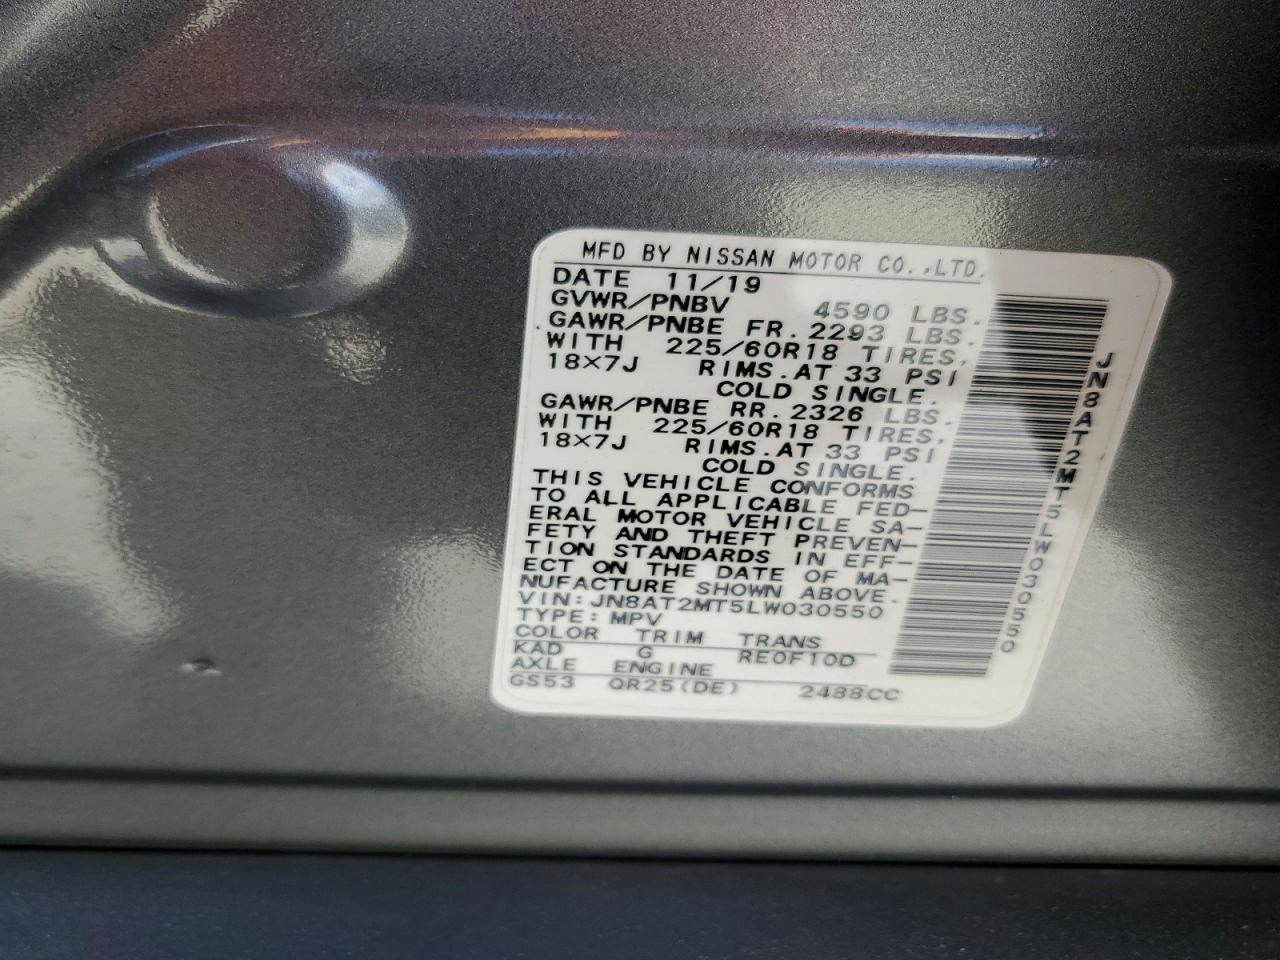 MFD BY NISSAN MOTOR CO.,LTD.
DATE 11/19
GVWR/PNBV 4590 LBS.
GAWR/PNBE FR. 2293 LBS.
WITH 225/60R18 TIRES,
18×7J RIMS.AT 33 PSI
COLD SINGLE.
GAWR/PNBE RR. 2326 LBS.
WITH 225/60R18 TIRES,
18×7J RIMS.AT 33 PSI
COLD SINGLE.
THIS VEHICLE CONFORMS
TO ALL APPLICABLE FED-
ERAL MOTOR VEHICLE SA-
FETY AND THEFT PREVEN-
TION STANDARDS IN EFF-
ECT ON THE DATE OF MA-
NUFACTURE SHOWN ABOVE.
VIN:JN8AT2MT5LW030550
TYPE:MPV
COLOR TRIM TRANS
KAD G RE0F10D
AXLE ENGINE
GS53 QR25(DE) 2488CC
JN8AT2MT5LW030550